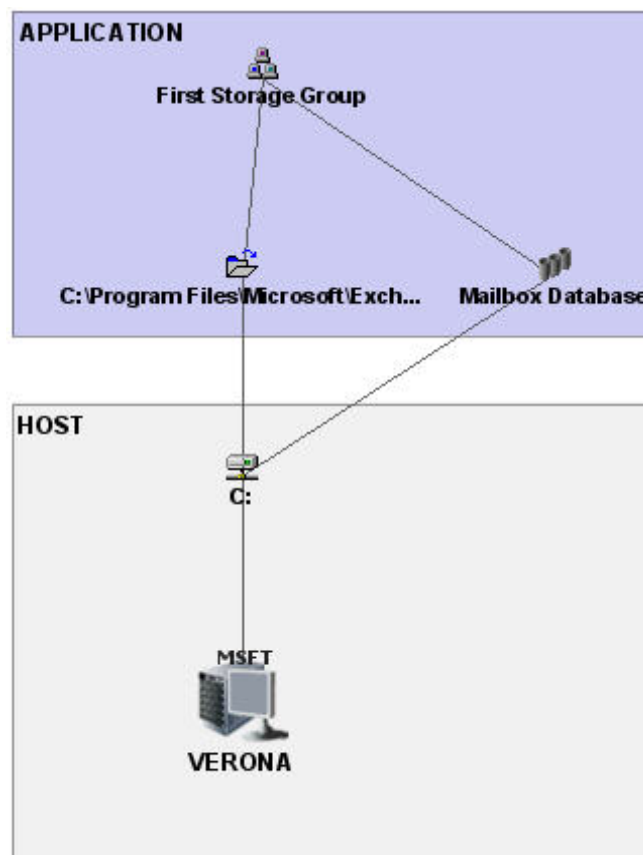 APPLICATION
First Storage Group
C:\Program Files\Microsoft\Exch...
Mailbox Database
HOST
C:
MSFT
VERONA